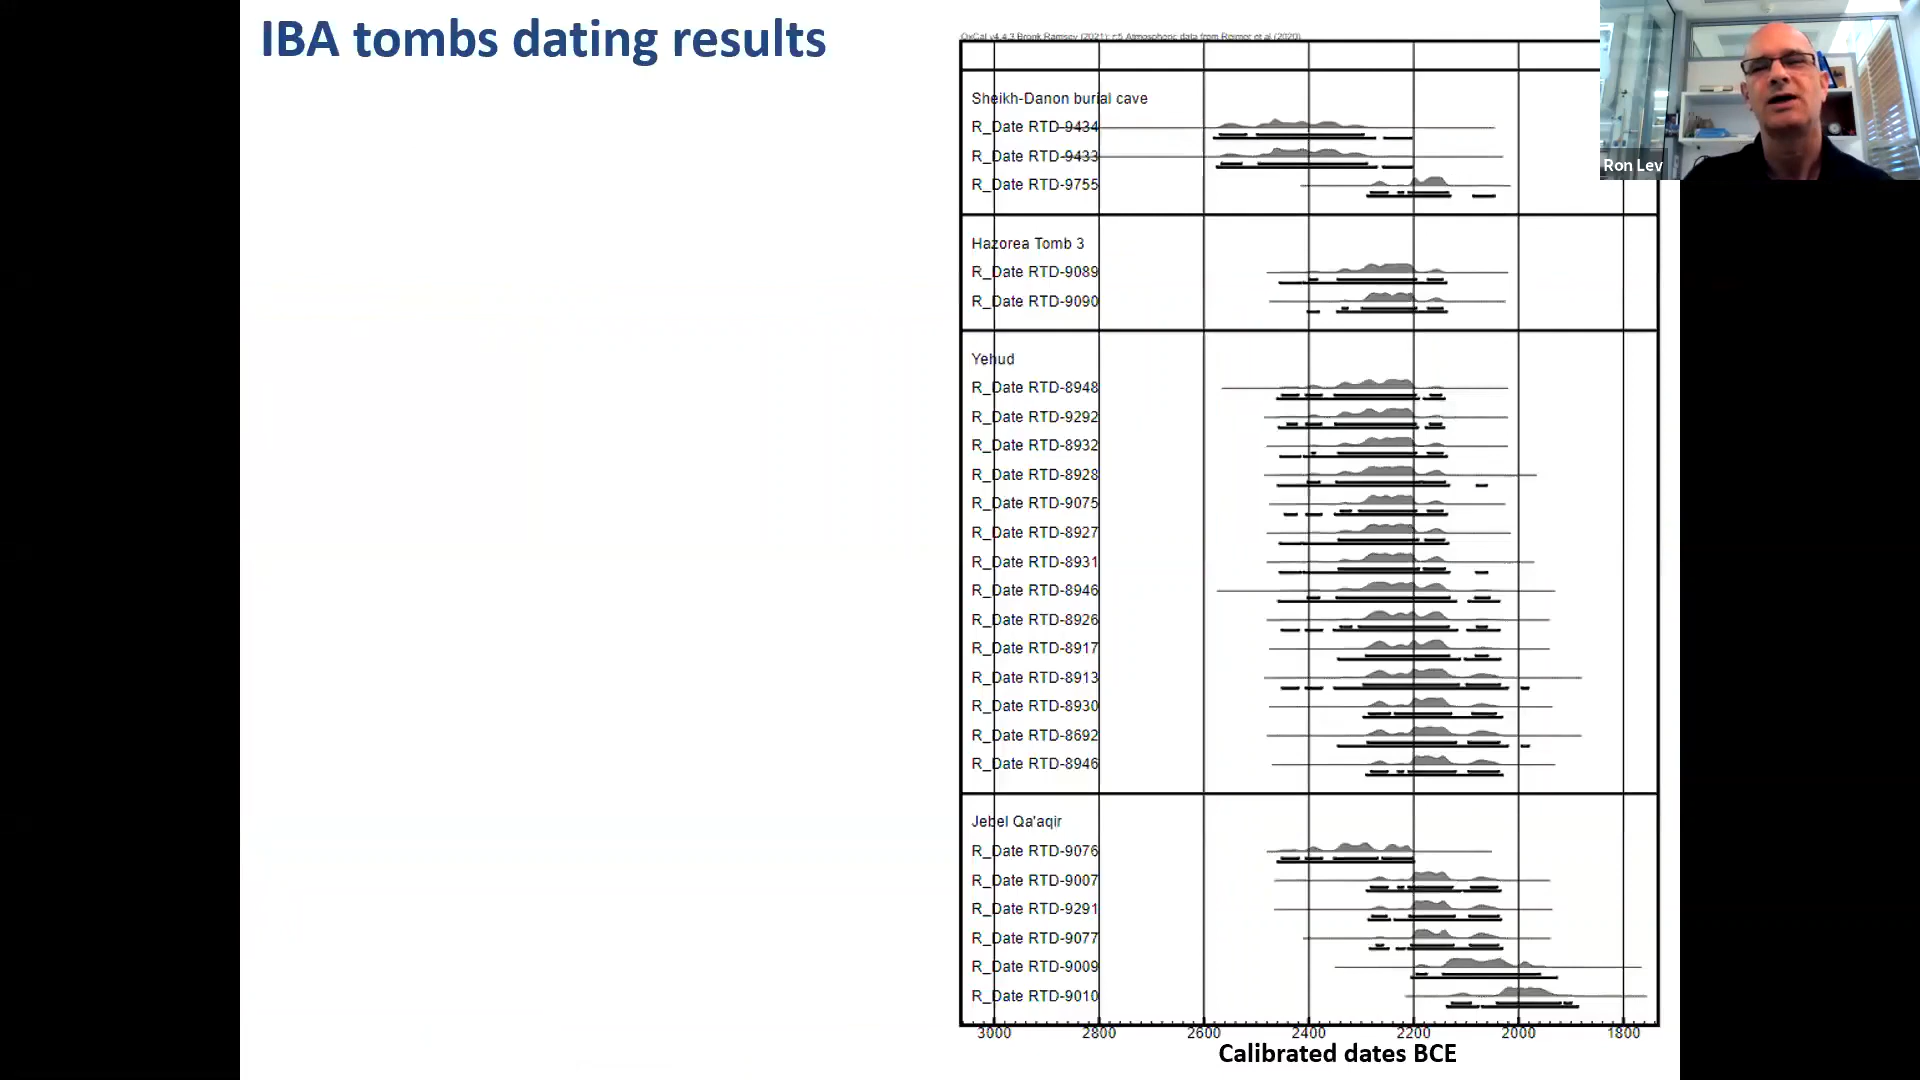 IBA tombs dating results
OxCal v4.4.3 Bronk Ramsey (2021); r:5 Atmospheric data from Reimer et al (2020)
Sheikh-Danon burial cave
R_Date RTD-9434
R_Date RTD-9433
R_Date RTD-9755
Hazorea Tomb 3
R_Date RTD-9089
R_Date RTD-9090
Yehud
R_Date RTD-8948
R_Date RTD-9292
R_Date RTD-8932
R_Date RTD-8928
R_Date RTD-9075
R_Date RTD-8927
R_Date RTD-8931
R_Date RTD-8946
R_Date RTD-8926
R_Date RTD-8917
R_Date RTD-8913
R_Date RTD-8930
R_Date RTD-8692
R_Date RTD-8946
Jebel Qa'aqir
R_Date RTD-9076
R_Date RTD-9007
R_Date RTD-9291
R_Date RTD-9077
R_Date RTD-9009
R_Date RTD-9010
3000 2800 2600 2400 2200 2000 1800
Calibrated dates BCE
Ron Lev